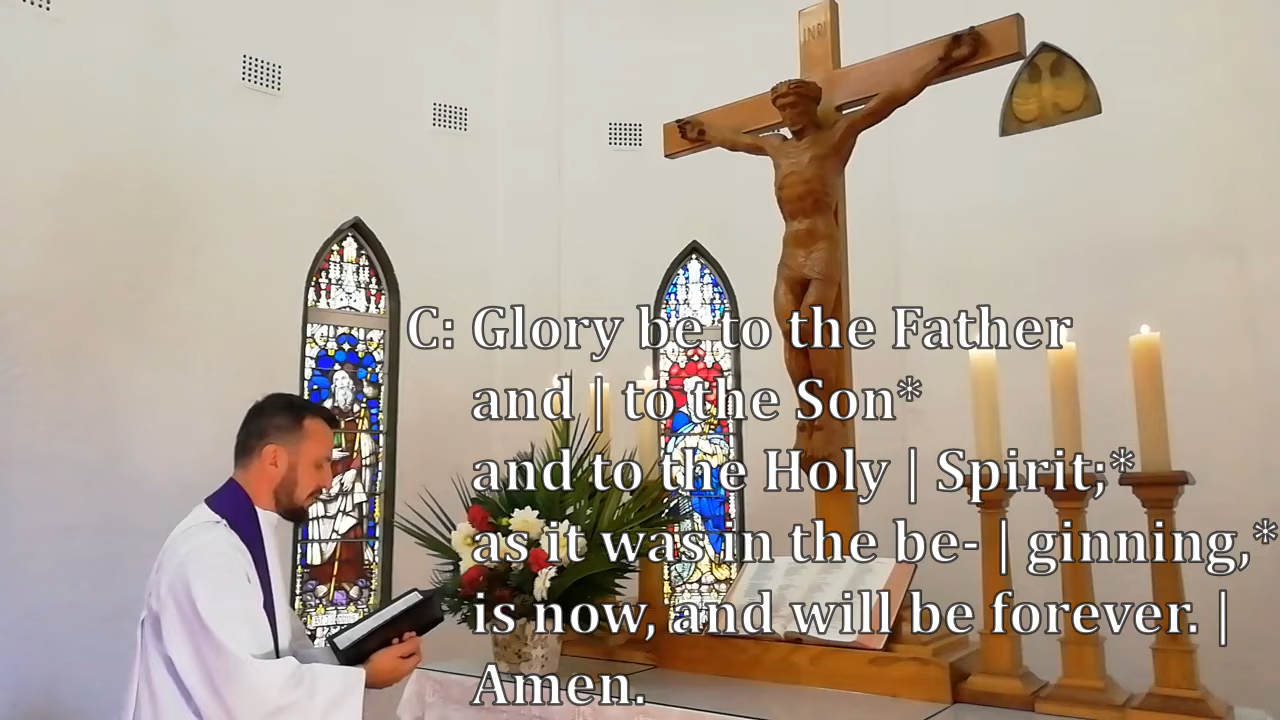 INRI
C: Glory be to the Father
and | to the Son*
and to the Holy | Spirit;*
as it was in the be- | ginning,*
is now, and will be forever. |
Amen.